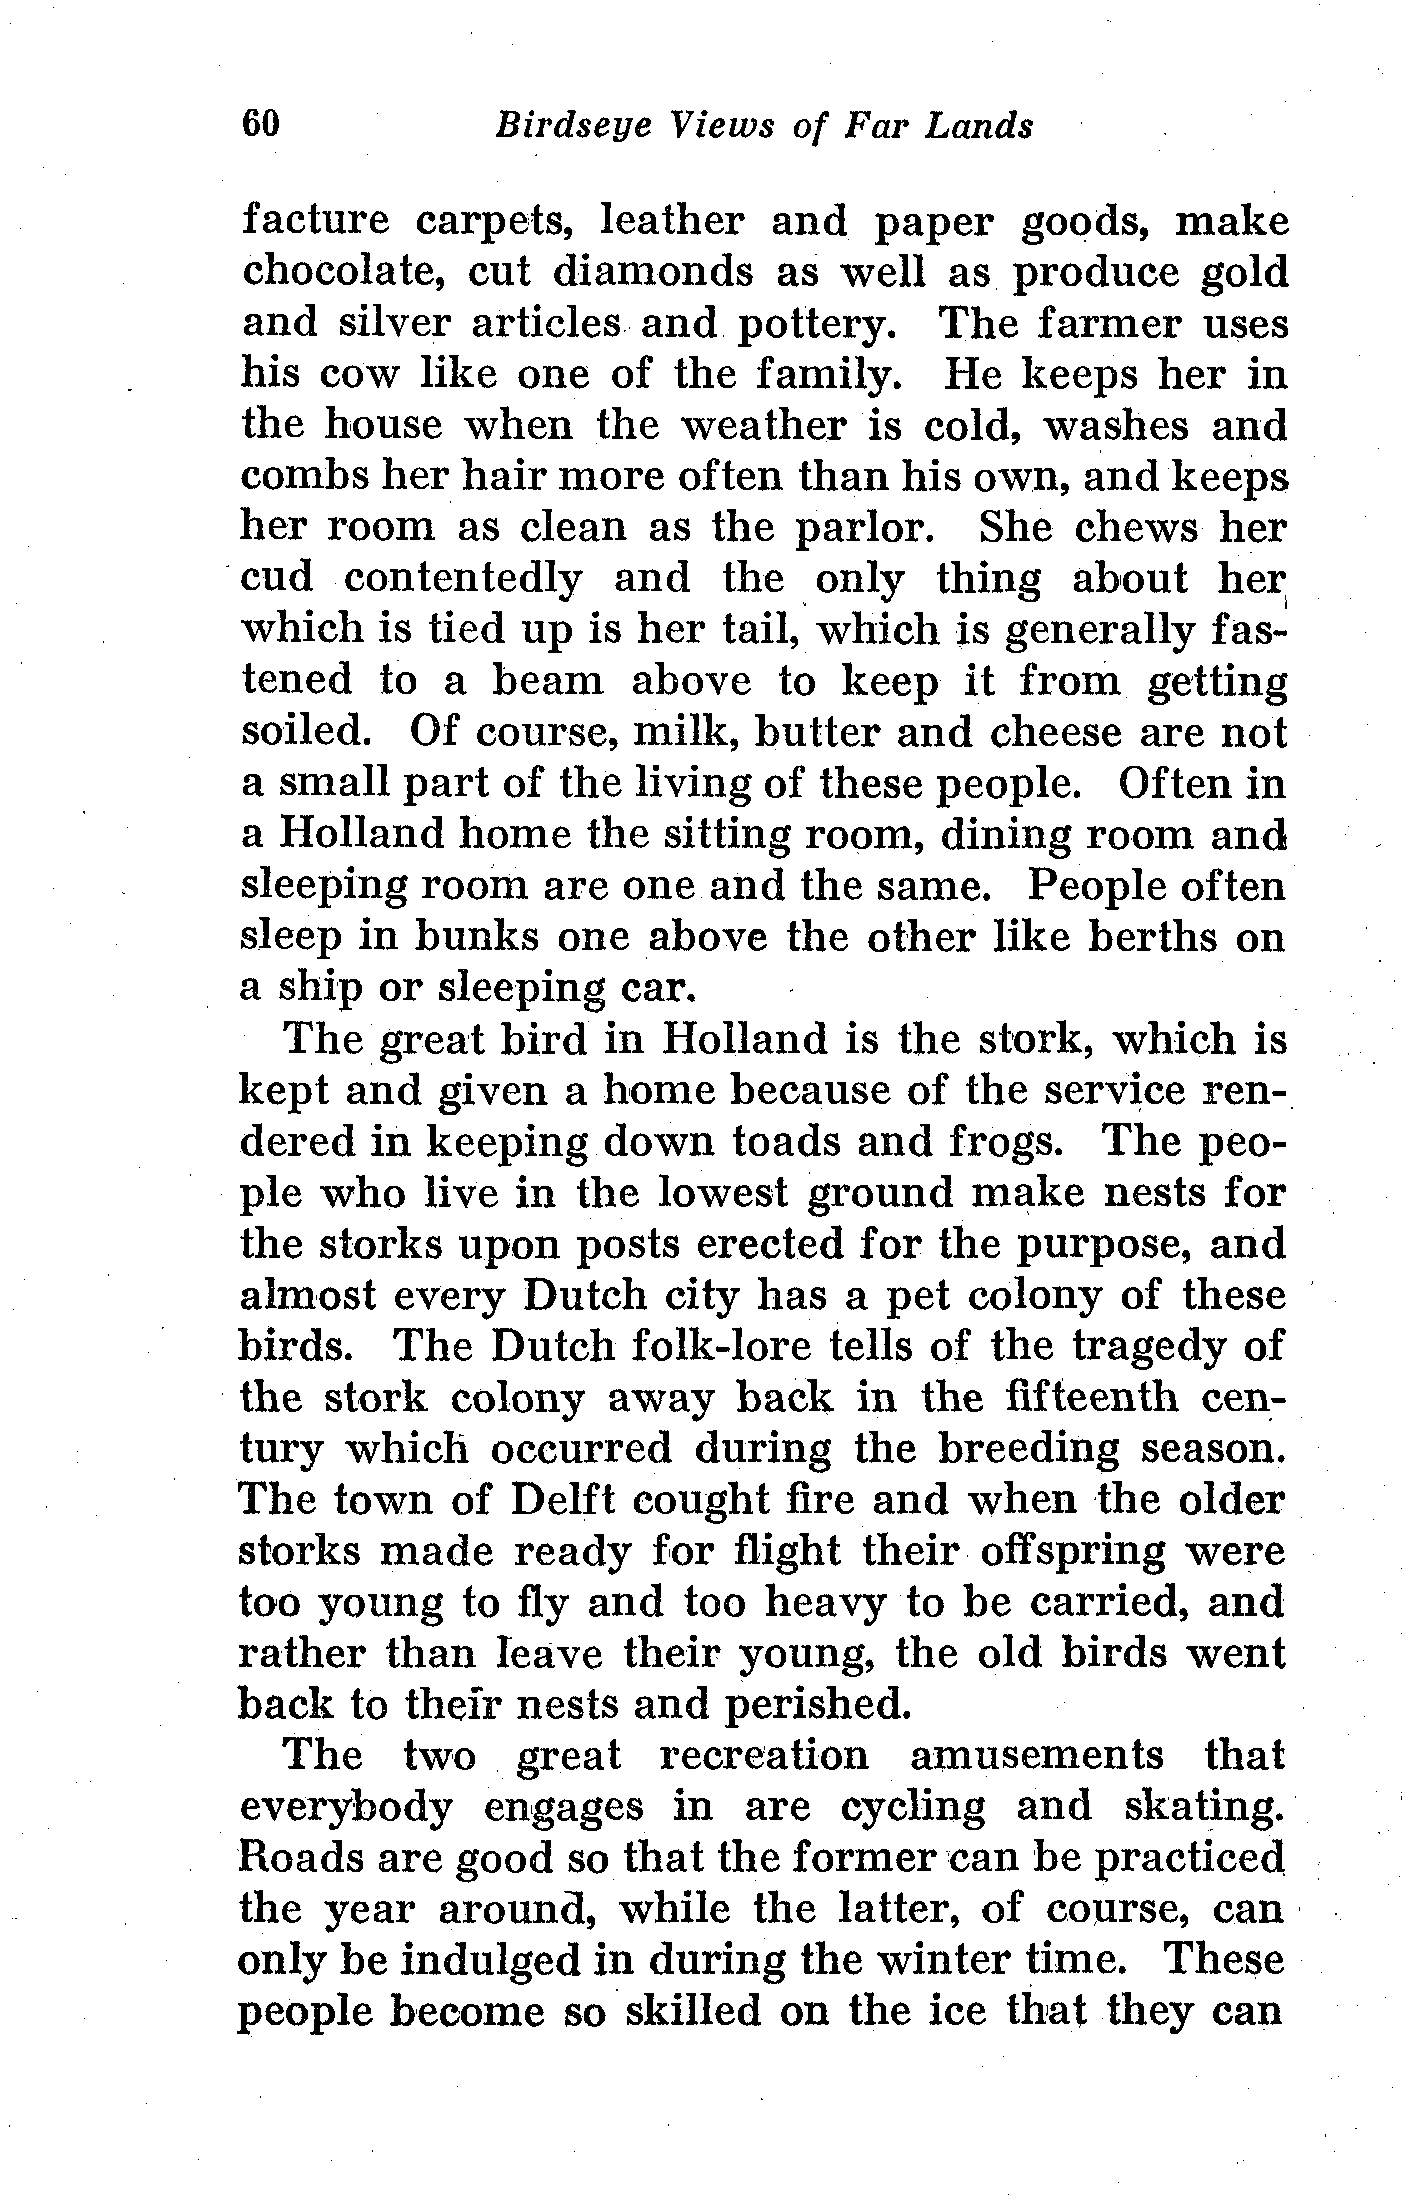 60 Birdseye Views of Far Lands
facture carpets, leather and paper goods, make
chocolate, cut diamonds as well as produce gold
and silver articles and pottery. The farmer uses
his cow like one of the family. He keeps her in
the house when the weather is cold, washes and
combs her hair more often than his own, and keeps
her room as clean as the parlor. She chews her
cud contentedly and the only thing about her
which is tied up is her tail, which is generally fas-
tened to a beam above to keep it from getting
soiled. Of course, milk, butter and cheese are not
a small part of the living of these people. Often in
a Holland home the sitting room, dining room and
sleeping room are one and the same. People often
sleep in bunks one above the other like berths on
a ship or sleeping car.
The great bird in Holland is the stork, which is
kept and given a home because of the service ren-
dered in keeping down toads and frogs. The peo-
ple who live in the lowest ground make nests for
the storks upon posts erected for the purpose, and
almost every Dutch city has a pet colony of these
birds. The Dutch folk-lore tells of the tragedy of
the stork colony away back in the fifteenth cen-
tury which occurred during the breeding season.
The town of Delft cought fire and when the older
storks made ready for flight their offspring were
too young to fly and too heavy to be carried, and
rather than leave their young, the old birds went
back to their nests and perished.
The two great recreation amusements that
everybody engages in are cycling and skating.
Roads are good so that the former can be practiced
the year around, while the latter, of course, can
only be indulged in during the winter time. These
people become so skilled on the ice that they can